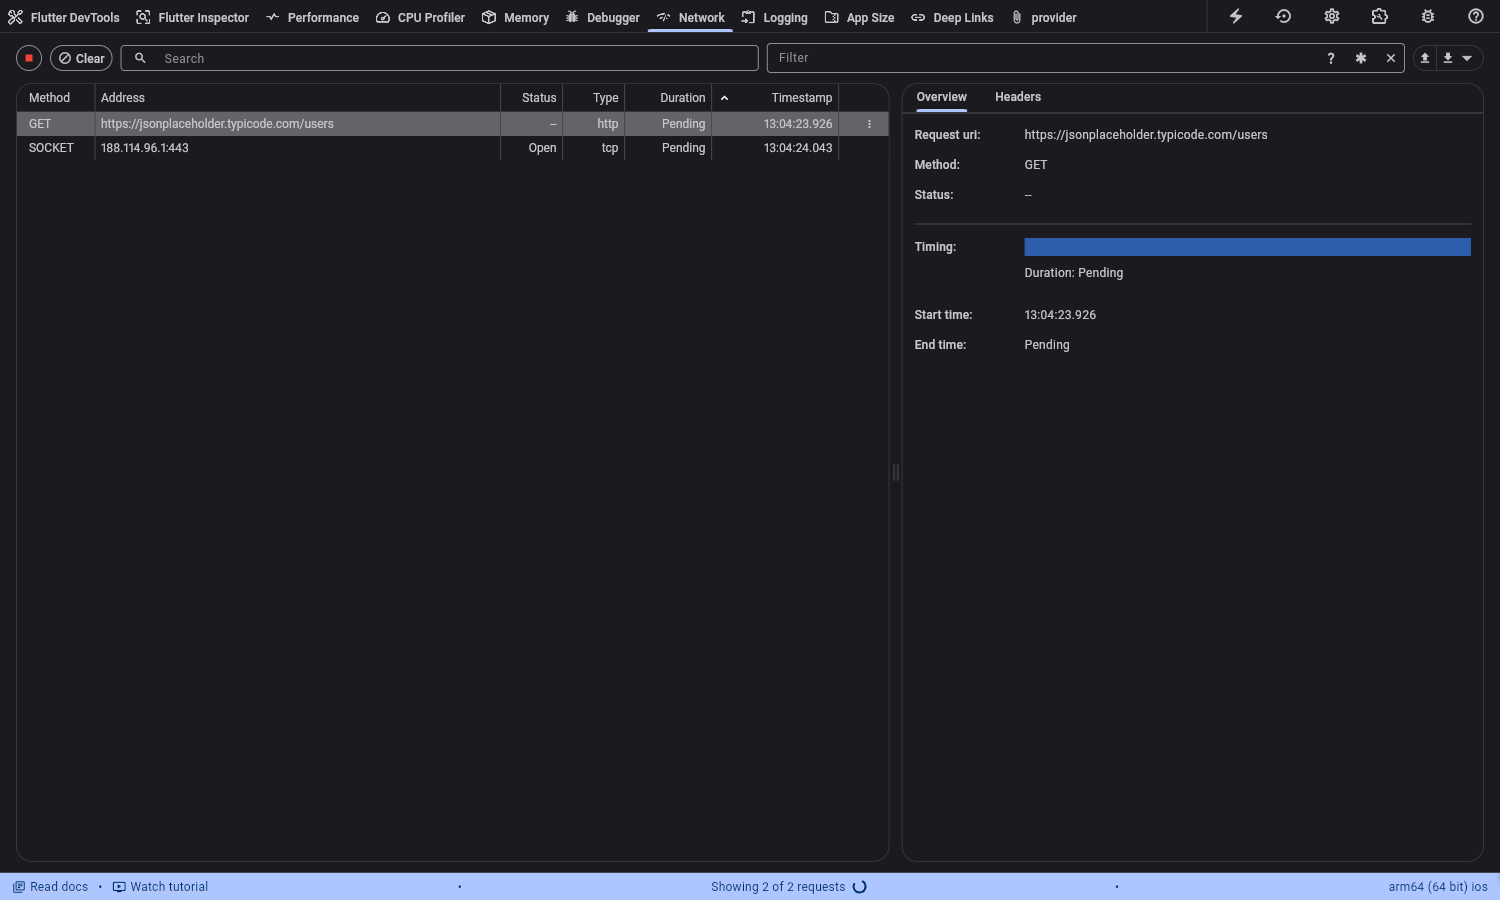 Flutter DevTools Flutter Inspector Performance CPU Profiler Memory Debugger Network Logging App Size Deep Links provider
Clear Search Filter ?
Method Address Status Type Duration Timestamp
GET https://jsonplaceholder.typicode.com/users -- http Pending 13:04:23.926
SOCKET 188.114.96.1:443 Open tcp Pending 13:04:24.043
Overview Headers
Request uri: https://jsonplaceholder.typicode.com/users
Method: GET
Status: --
Timing:
Duration: Pending
Start time: 13:04:23.926
End time: Pending
Read docs • Watch tutorial • Showing 2 of 2 requests • arm64 (64 bit) ios